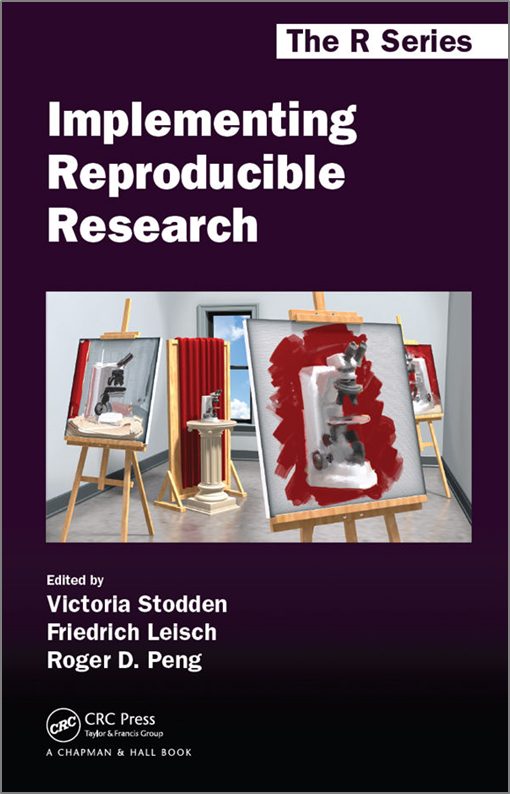 The R Series
Implementing
Reproducible
Research
Edited by
Victoria Stodden
Friedrich Leisch
Roger D. Peng
CRC
CRC Press
Taylor & Francis Group
A CHAPMAN & HALL BOOK